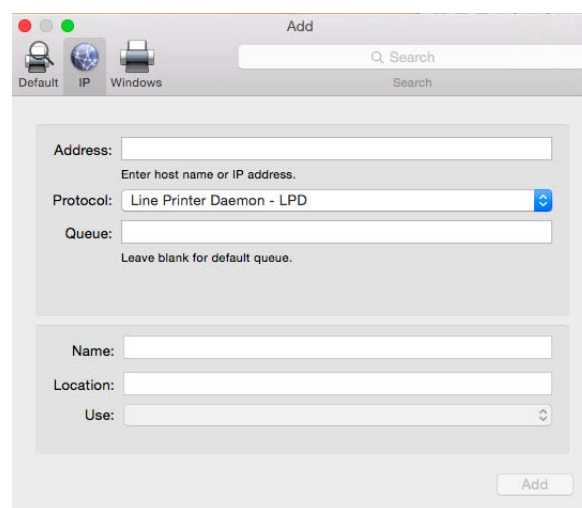 Add
Search
Default IP Windows Search
Address:
Enter host name or IP address.
Protocol: Line Printer Daemon - LPD
Queue:
Leave blank for default queue.
Name:
Location:
Use:
Add